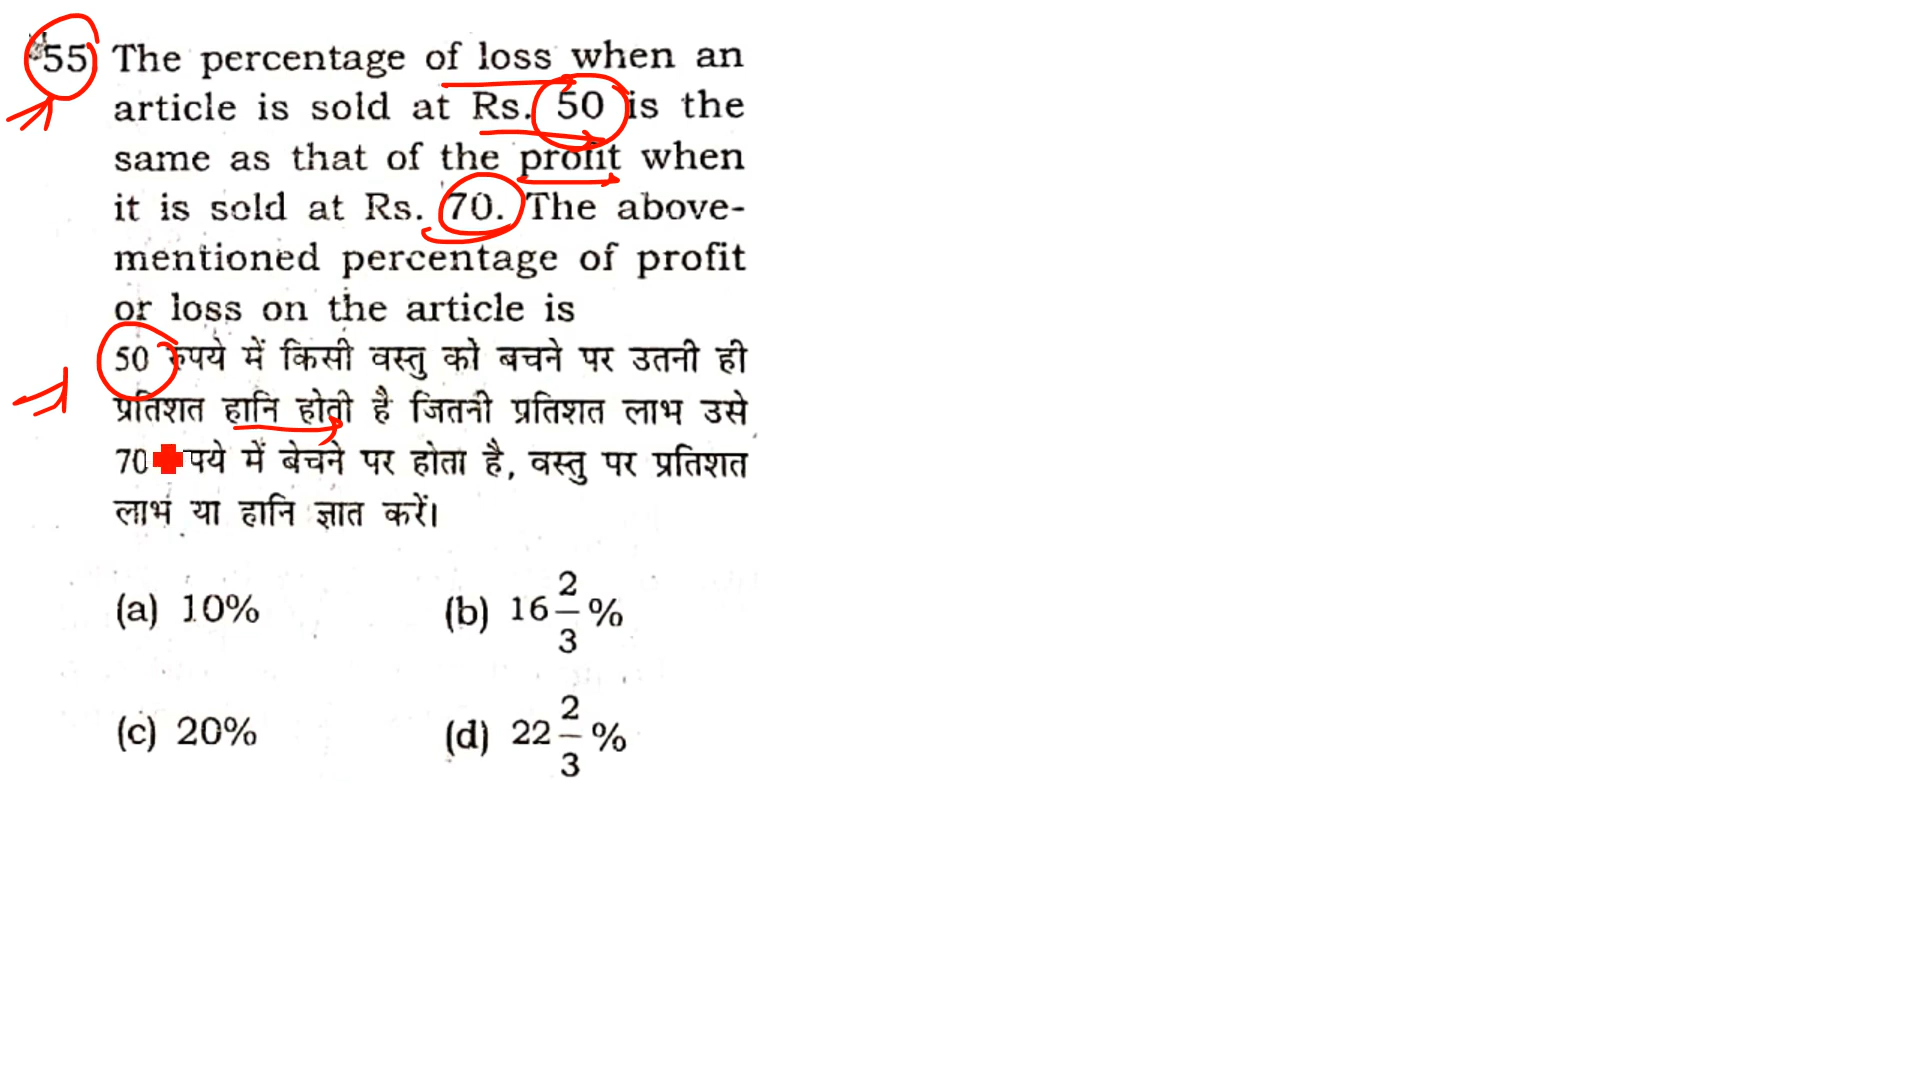 55 The percentage of loss when an
article is sold at Rs. 50 is the
same as that of the profit when
it is sold at Rs. 70. The above-
mentioned percentage of profit
or loss on the article is
50 रुपये में किसी वस्तु को बचने पर उतनी ही
प्रतिशत हानि होती है जितनी प्रतिशत लाभ उसे
70 पये में बेचने पर होता है, वस्तु पर प्रतिशत
लाभ या हानि ज्ञात करें।
(a) 10% (b) 16 2/3 %
(c) 20% (d) 22 2/3 %